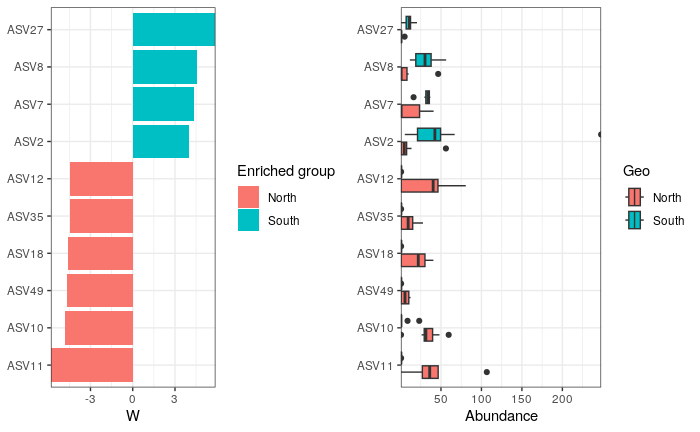 ASV27
ASV8
ASV7
ASV2
ASV12
ASV35
ASV18
ASV49
ASV10
ASV11
-3 0 3
W
Enriched group
North
South
ASV27
ASV8
ASV7
ASV2
ASV12
ASV35
ASV18
ASV49
ASV10
ASV11
50 100 150 200
Abundance
Geo
North
South